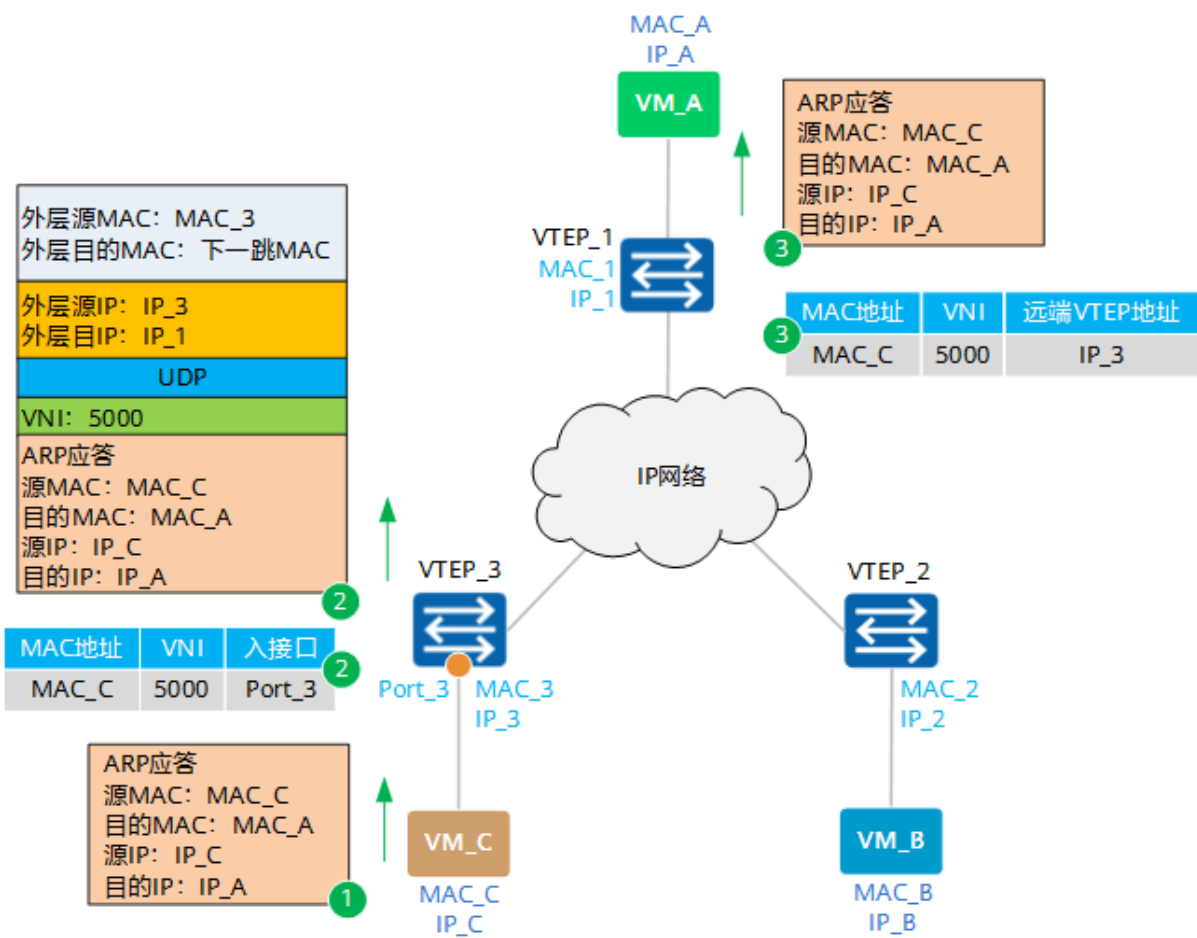 MAC_A
IP_A
VM_A
ARP应答
源MAC：MAC_C
目的MAC：MAC_A
源IP：IP_C
目的IP：IP_A
3
VTEP_1
MAC_1
IP_1
MAC地址 VNI 远端VTEP地址
MAC_C 5000 IP_3
3
外层源MAC：MAC_3
外层目的MAC：下一跳MAC
外层源IP：IP_3
外层目IP：IP_1
UDP
VNI：5000
ARP应答
源MAC：MAC_C
目的MAC：MAC_A
源IP：IP_C
目的IP：IP_A
2
IP网络
VTEP_3
VTEP_2
MAC地址 VNI 入接口
MAC_C 5000 Port_3
2
Port_3
MAC_3
IP_3
MAC_2
IP_2
ARP应答
源MAC：MAC_C
目的MAC：MAC_A
源IP：IP_C
目的IP：IP_A
1
VM_C
MAC_C
IP_C
VM_B
MAC_B
IP_B